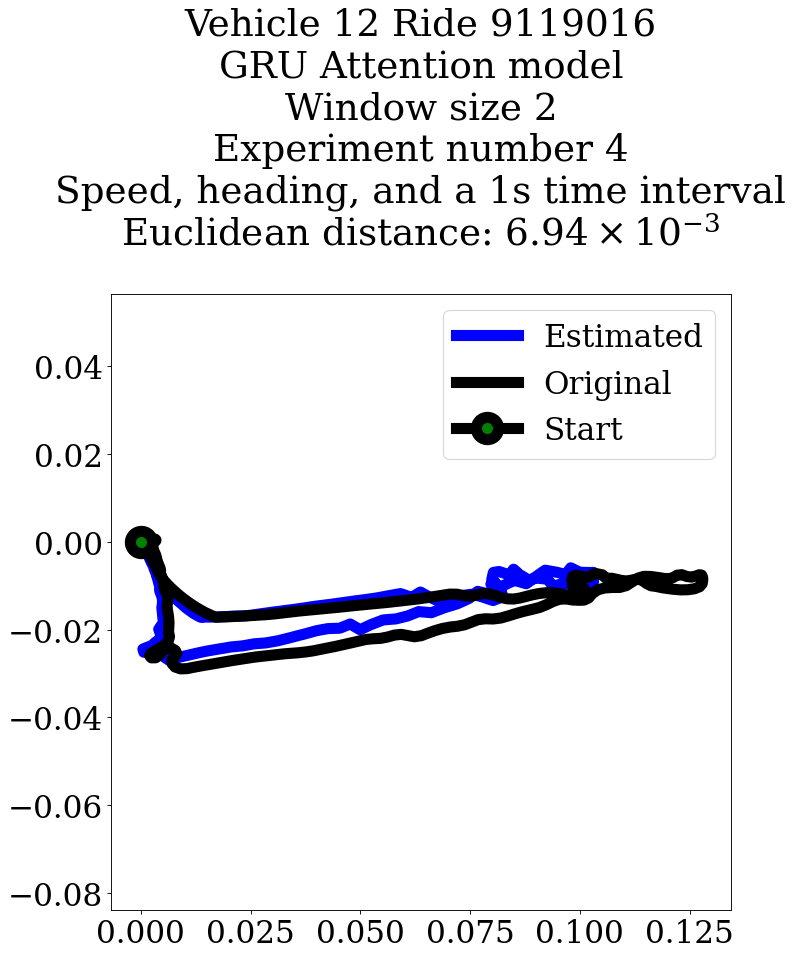 Vehicle 12 Ride 9119016
GRU Attention model
Window size 2
Experiment number 4
Speed, heading, and a 1s time interval
Euclidean distance: 6.94 × 10⁻³
Estimated
Original
Start
0.04
0.02
0.00
−0.02
−0.04
−0.06
−0.08
0.000 0.025 0.050 0.075 0.100 0.125